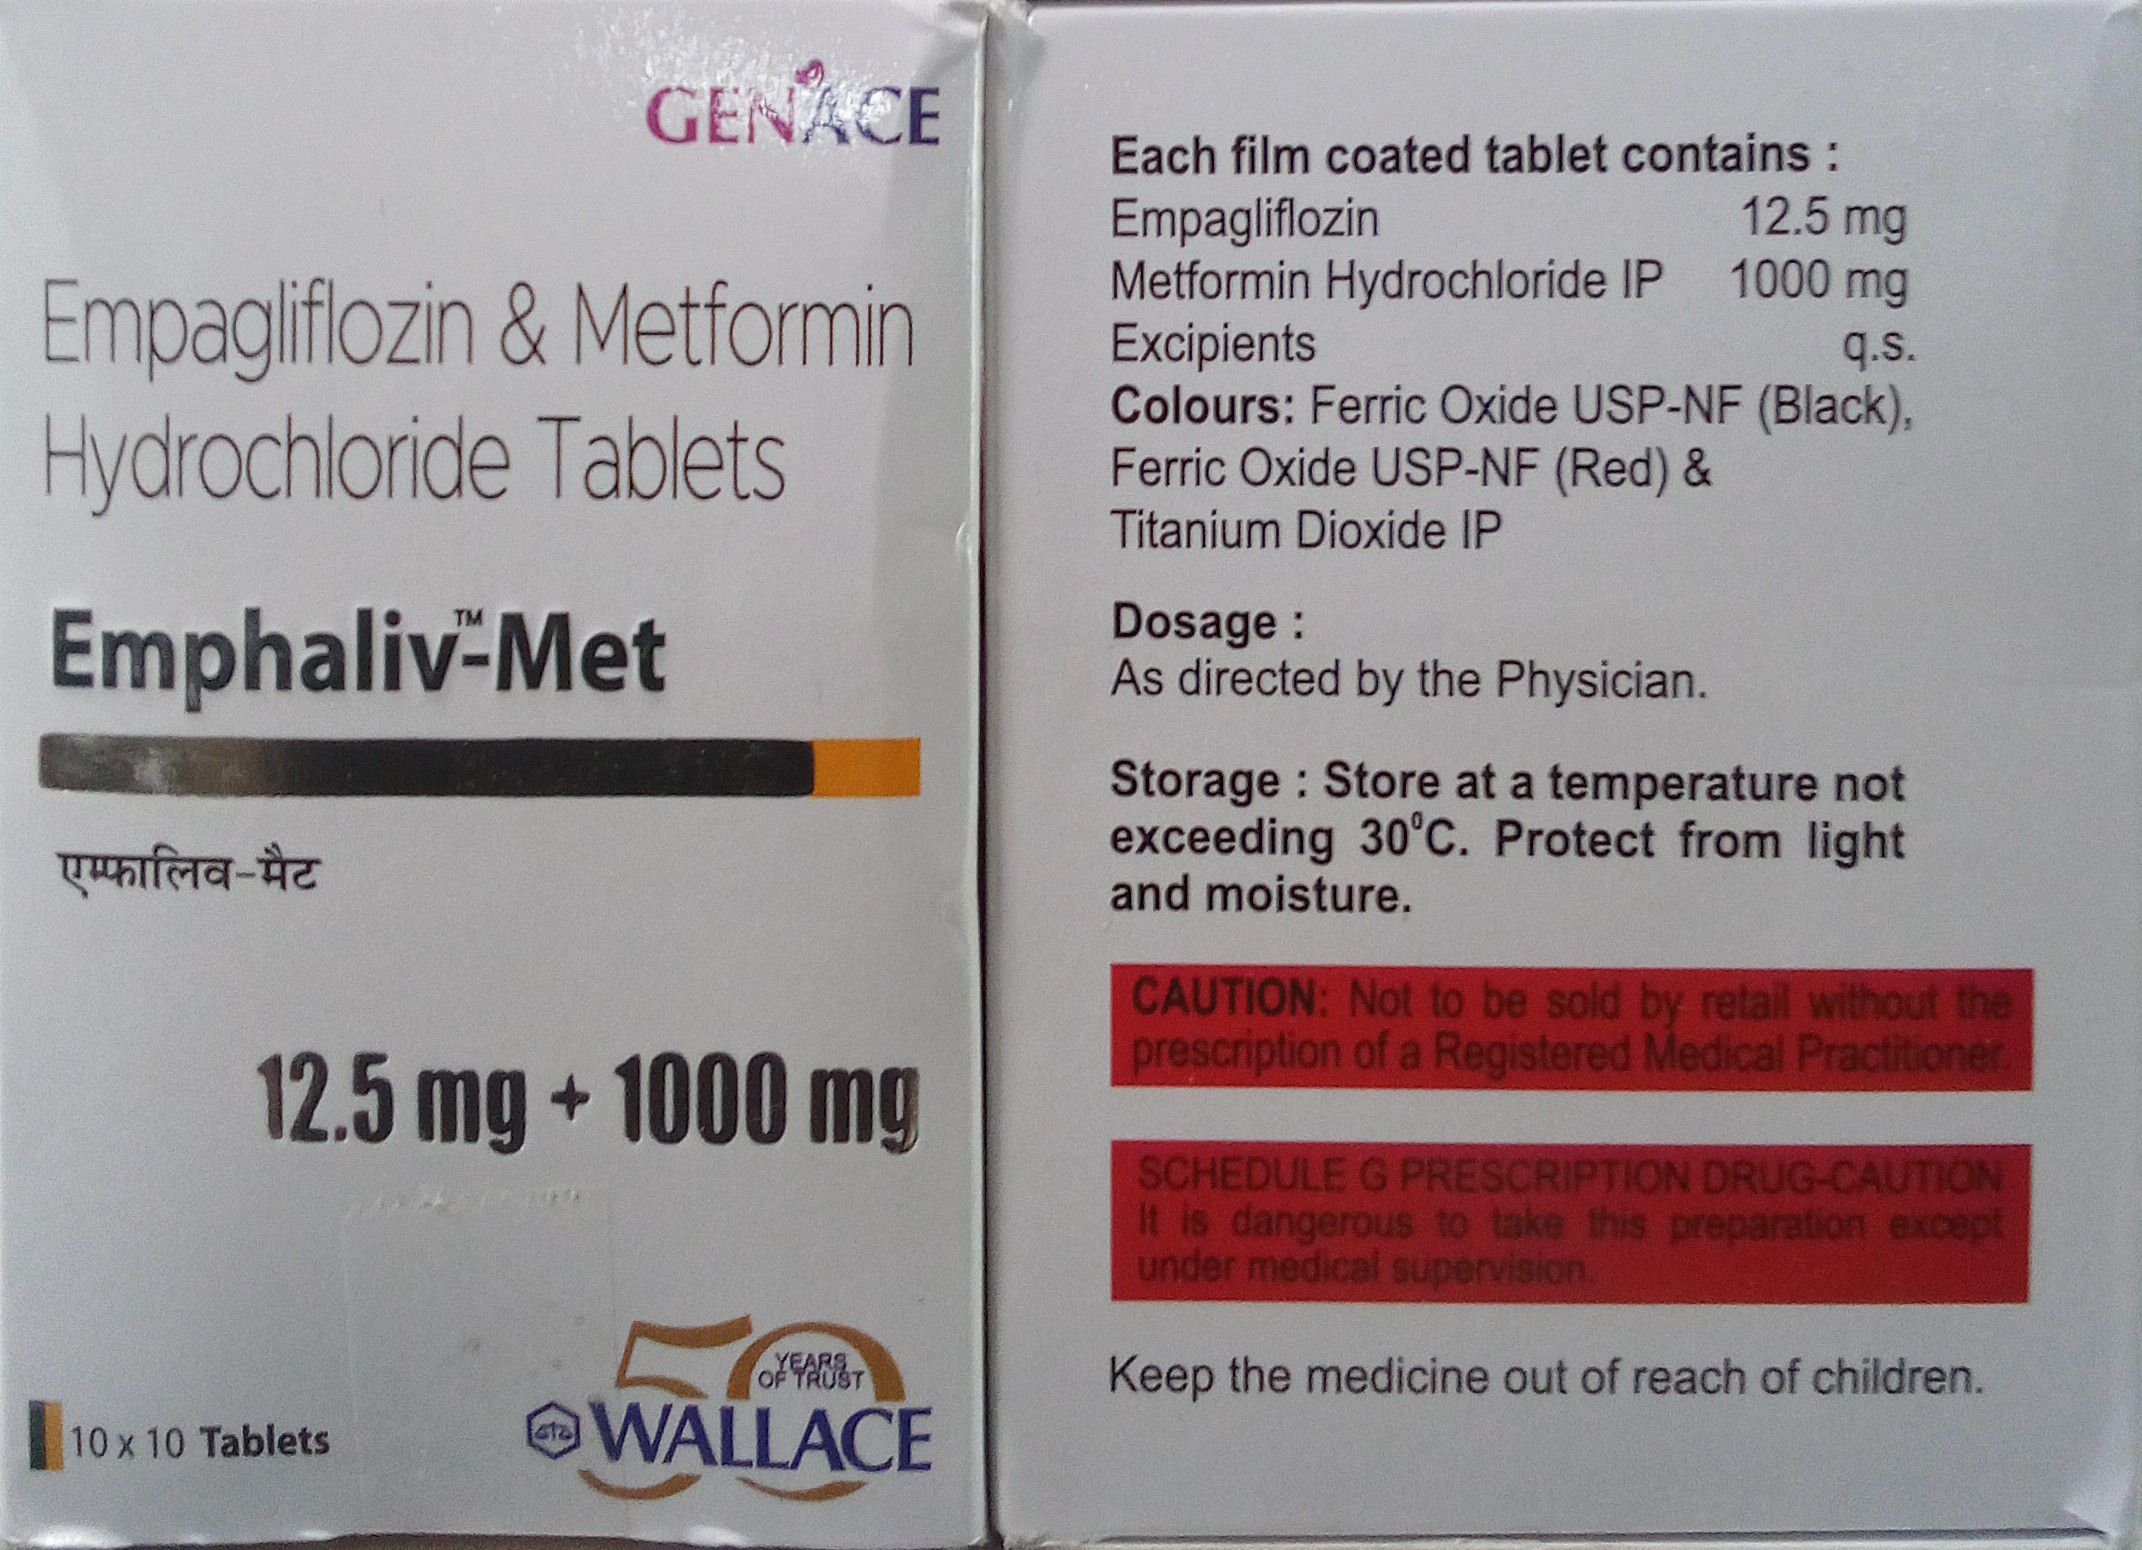 GENACE
Empagliflozin & Metformin
Hydrochloride Tablets
Emphaliv™-Met
एम्फालिव-मैट
12.5 mg + 1000 mg
50
YEARS
OF TRUST
WALLACE
10 x 10 Tablets
Each film coated tablet contains :
Empagliflozin 12.5 mg
Metformin Hydrochloride IP 1000 mg
Excipients q.s.
Colours: Ferric Oxide USP-NF (Black),
Ferric Oxide USP-NF (Red) &
Titanium Dioxide IP
Dosage :
As directed by the Physician.
Storage : Store at a temperature not
exceeding 30⁰C. Protect from light
and moisture.
CAUTION: Not to be sold by retail without the
prescription of a Registered Medical Practitioner.
SCHEDULE G PRESCRIPTION DRUG-CAUTION
It is dangerous to take this preparation except
under medical supervision.
Keep the medicine out of reach of children.